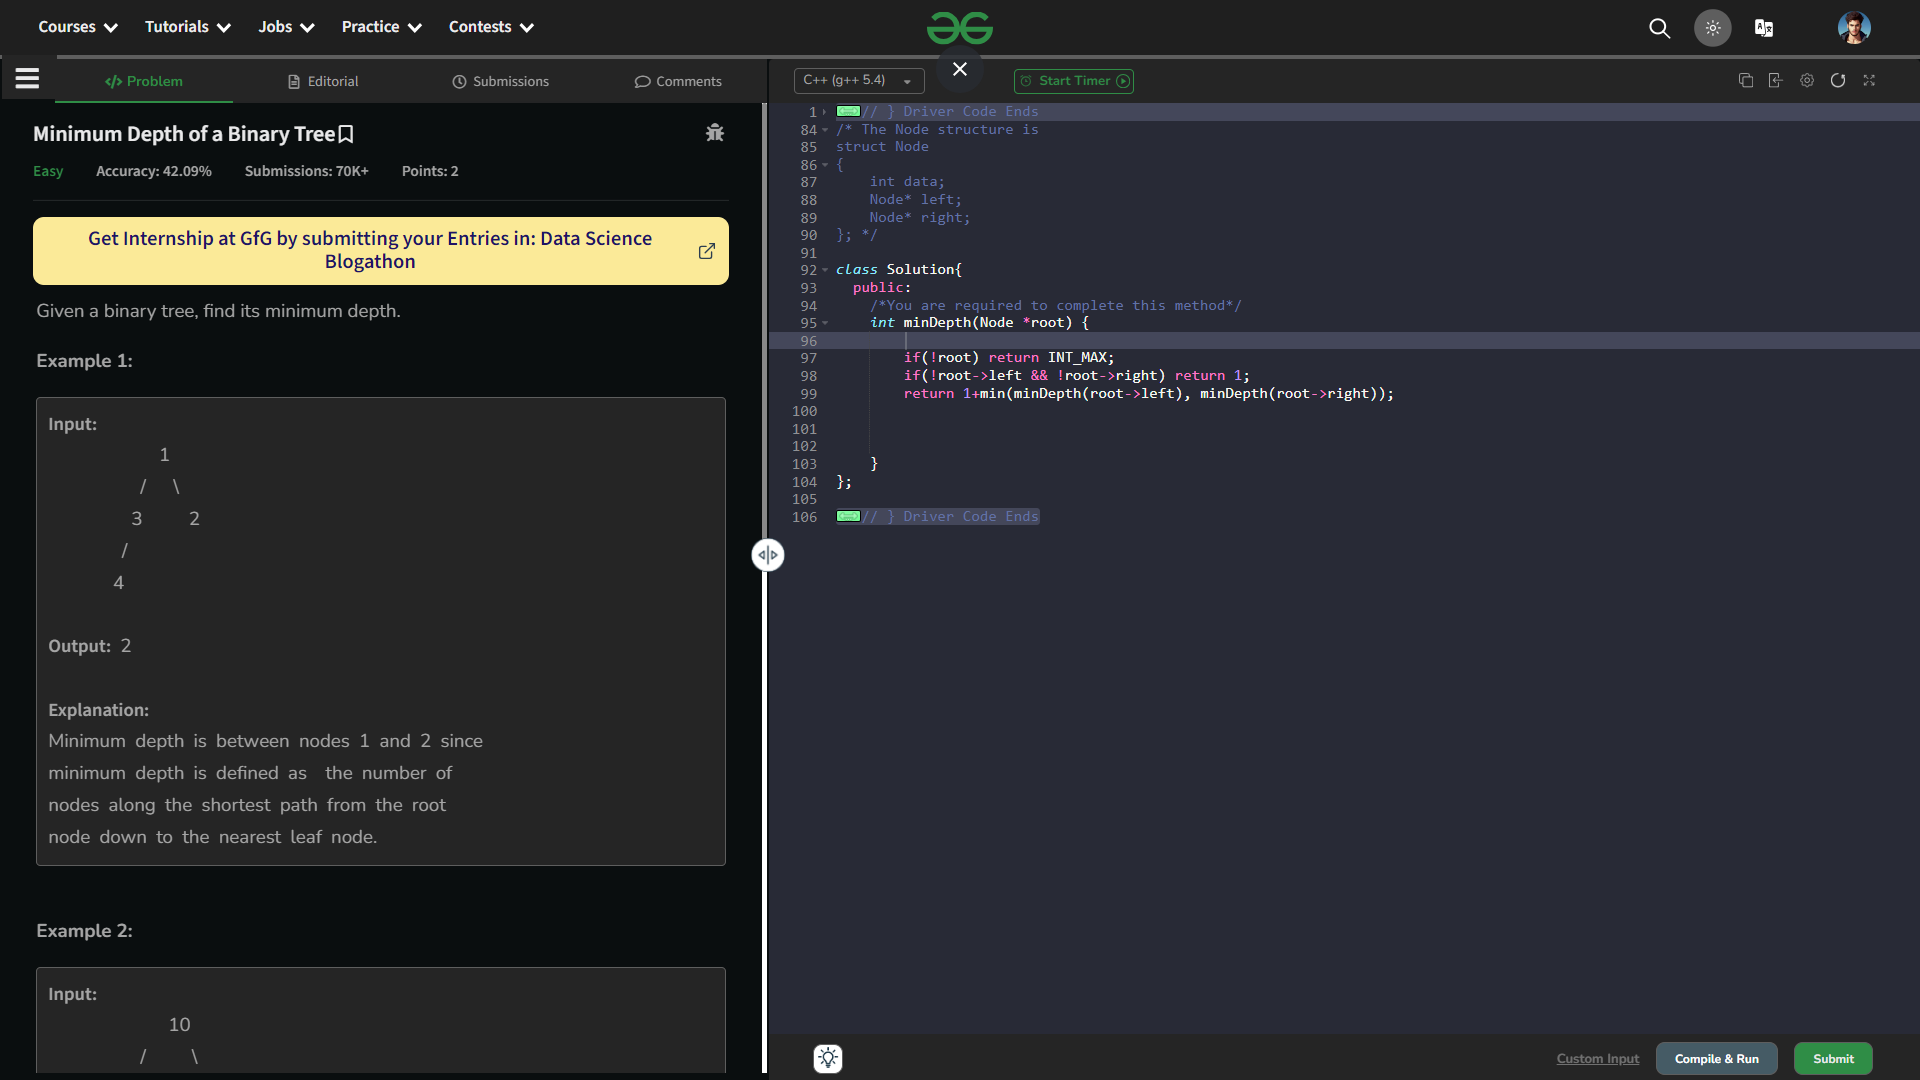 Courses Tutorials Jobs Practice Contests
</> Problem Editorial Submissions Comments
Minimum Depth of a Binary Tree
Easy Accuracy: 42.09% Submissions: 70K+ Points: 2
Get Internship at GfG by submitting your Entries in: Data Science
Blogathon
Given a binary tree, find its minimum depth.
Example 1:
Input:
1
/ \
3 2
/
4
Output: 2
Explanation:
Minimum depth is between nodes 1 and 2 since
minimum depth is defined as the number of
nodes along the shortest path from the root
node down to the nearest leaf node.
Example 2:
Input:
10
/ \
C++ (g++ 5.4) Start Timer
1 // } Driver Code Ends
84 /* The Node structure is
85 struct Node
86 {
87 int data;
88 Node* left;
89 Node* right;
90 }; */
91
92 class Solution{
93 public:
94 /*You are required to complete this method*/
95 int minDepth(Node *root) {
96
97 if(!root) return INT_MAX;
98 if(!root->left && !root->right) return 1;
99 return 1+min(minDepth(root->left), minDepth(root->right));
100
101
102
103 }
104 };
105
106 // } Driver Code Ends
Custom Input Compile & Run Submit